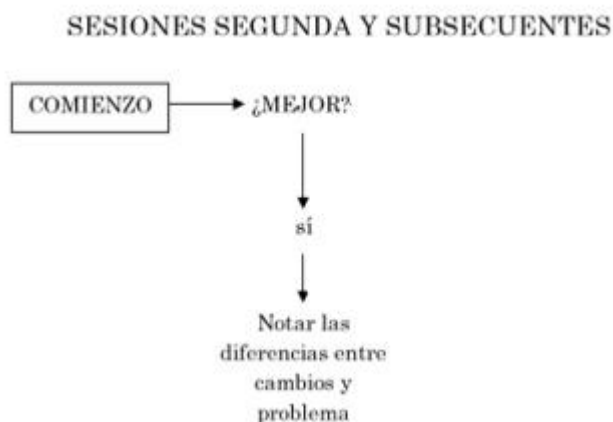 SESIONES SEGUNDA Y SUBSECUENTES
COMIENZO
¿MEJOR?
sí
Notar las
diferencias entre
cambios y
problema